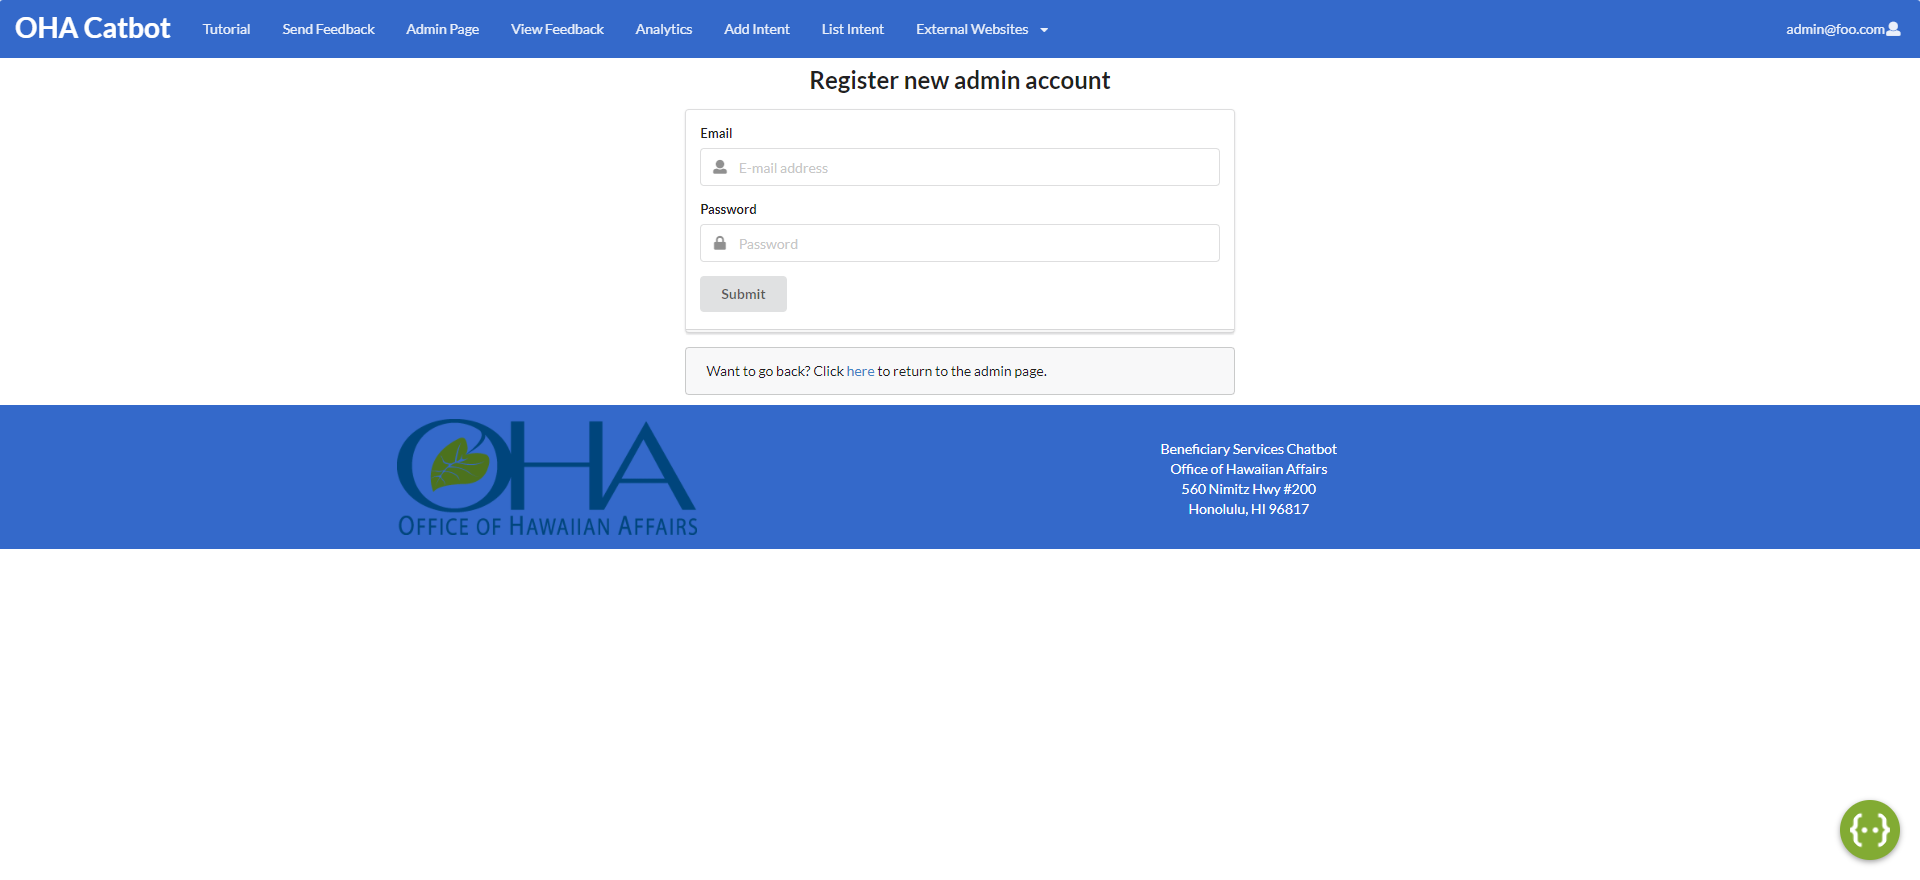 OHA Catbot Tutorial Send Feedback Admin Page View Feedback Analytics Add Intent List Intent External Websites admin@foo.com
Register new admin account
Email
E-mail address
Password
Password
Submit
Want to go back? Click here to return to the admin page.
OHA
OFFICE OF HAWAIIAN AFFAIRS
Beneficiary Services Chatbot
Office of Hawaiian Affairs
560 Nimitz Hwy #200
Honolulu, HI 96817
{··}